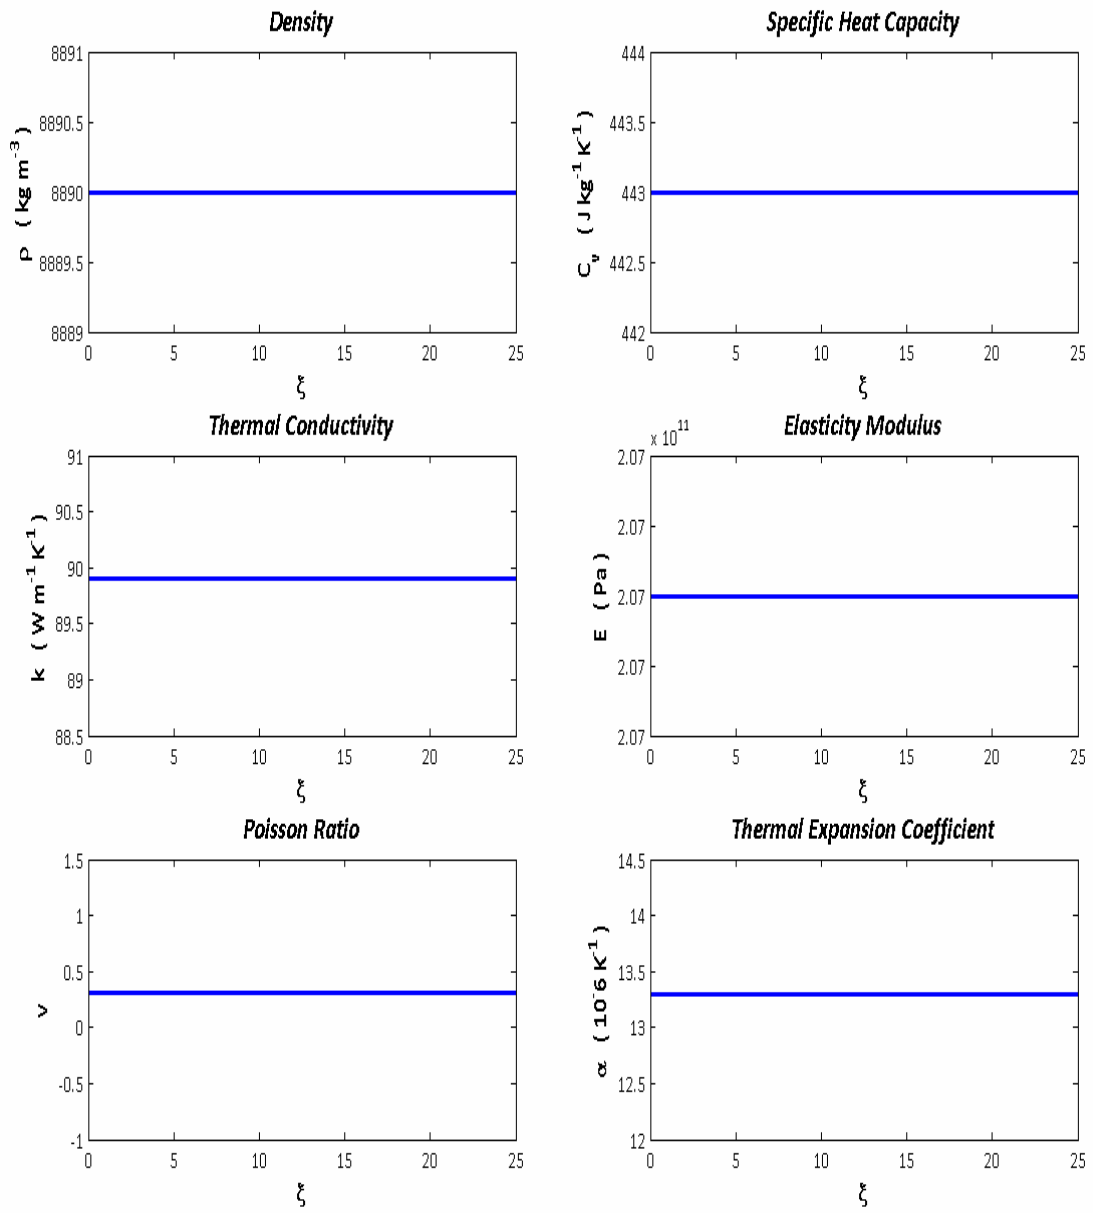 Density
Specific Heat Capacity
8891
8890.5
8890
8889.5
8889
ρ ( kg m-3 )
0 5 10 15 20 25
ξ
444
443.5
443
442.5
442
Cν ( J kg-1 K-1 )
0 5 10 15 20 25
ξ
Thermal Conductivity
Elasticity Modulus
91
90.5
90
89.5
89
88.5
k ( W m-1 K-1 )
0 5 10 15 20 25
ξ
x 10^11
2.07
2.07
2.07
2.07
2.07
E ( Pa )
0 5 10 15 20 25
ξ
Poisson Ratio
Thermal Expansion Coefficient
1.5
1
0.5
0
-0.5
-1
ν
0 5 10 15 20 25
ξ
14.5
14
13.5
13
12.5
12
α ( 10-6 K-1 )
0 5 10 15 20 25
ξ